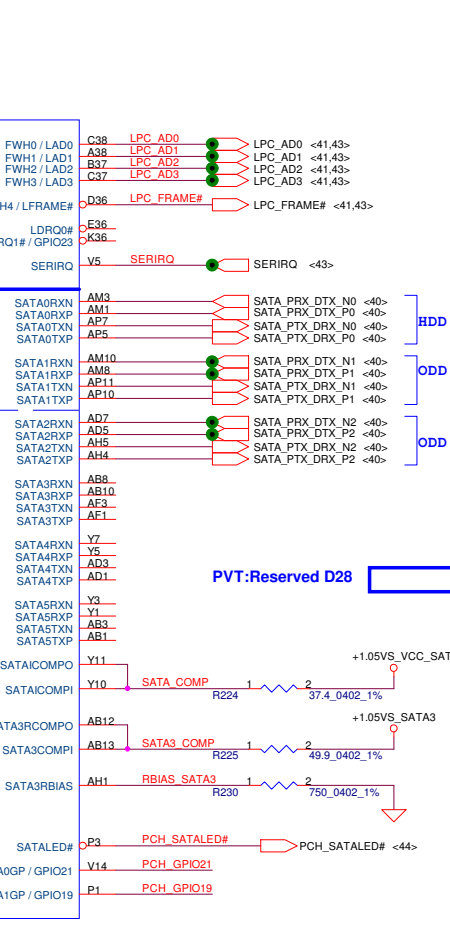 FWH0 / LAD0 C38 LPC_AD0 LPC_AD0 <41,43>
FWH1 / LAD1 A38 LPC_AD1 LPC_AD1 <41,43>
FWH2 / LAD2 B37 LPC_AD2 LPC_AD2 <41,43>
FWH3 / LAD3 C37 LPC_AD3 LPC_AD3 <41,43>
H4 / LFRAME# D36 LPC_FRAME# LPC_FRAME# <41,43>
LDRQ0# E36
RQ1# / GPIO23 K36
SERIRQ V5 SERIRQ SERIRQ <43>
SATA0RXN AM3 SATA_PRX_DTX_N0 <40>
SATA0RXP AM1 SATA_PRX_DTX_P0 <40>
SATA0TXN AP7 SATA_PTX_DRX_N0 <40>
SATA0TXP AP5 SATA_PTX_DRX_P0 <40>
HDD
SATA1RXN AM10 SATA_PRX_DTX_N1 <40>
SATA1RXP AM8 SATA_PRX_DTX_P1 <40>
SATA1TXN AP11 SATA_PTX_DRX_N1 <40>
SATA1TXP AP10 SATA_PTX_DRX_P1 <40>
ODD
SATA2RXN AD7 SATA_PRX_DTX_N2 <40>
SATA2RXP AD5 SATA_PRX_DTX_P2 <40>
SATA2TXN AH5 SATA_PTX_DRX_N2 <40>
SATA2TXP AH4 SATA_PTX_DRX_P2 <40>
ODD
SATA3RXN AB8
SATA3RXP AB10
SATA3TXN AF3
SATA3TXP AF1
SATA4RXN Y7
SATA4RXP Y5
SATA4TXN AD3
SATA4TXP AD1
PVT:Reserved D28
SATA5RXN Y3
SATA5RXP Y1
SATA5TXN AB3
SATA5TXP AB1
+1.05VS_VCC_SAT
SATAICOMPO Y11
SATAICOMPI Y10 SATA_COMP 1 2
R224 37.4_0402_1%
+1.05VS_SATA3
TA3RCOMPO AB12
SATA3COMPI AB13 SATA3_COMP 1 2
R225 49.9_0402_1%
SATA3RBIAS AH1 RBIAS_SATA3 1 2
R230 750_0402_1%
SATALED# P3 PCH_SATALED# PCH_SATALED# <44>
A0GP / GPIO21 V14 PCH_GPIO21
A1GP / GPIO19 P1 PCH_GPIO19